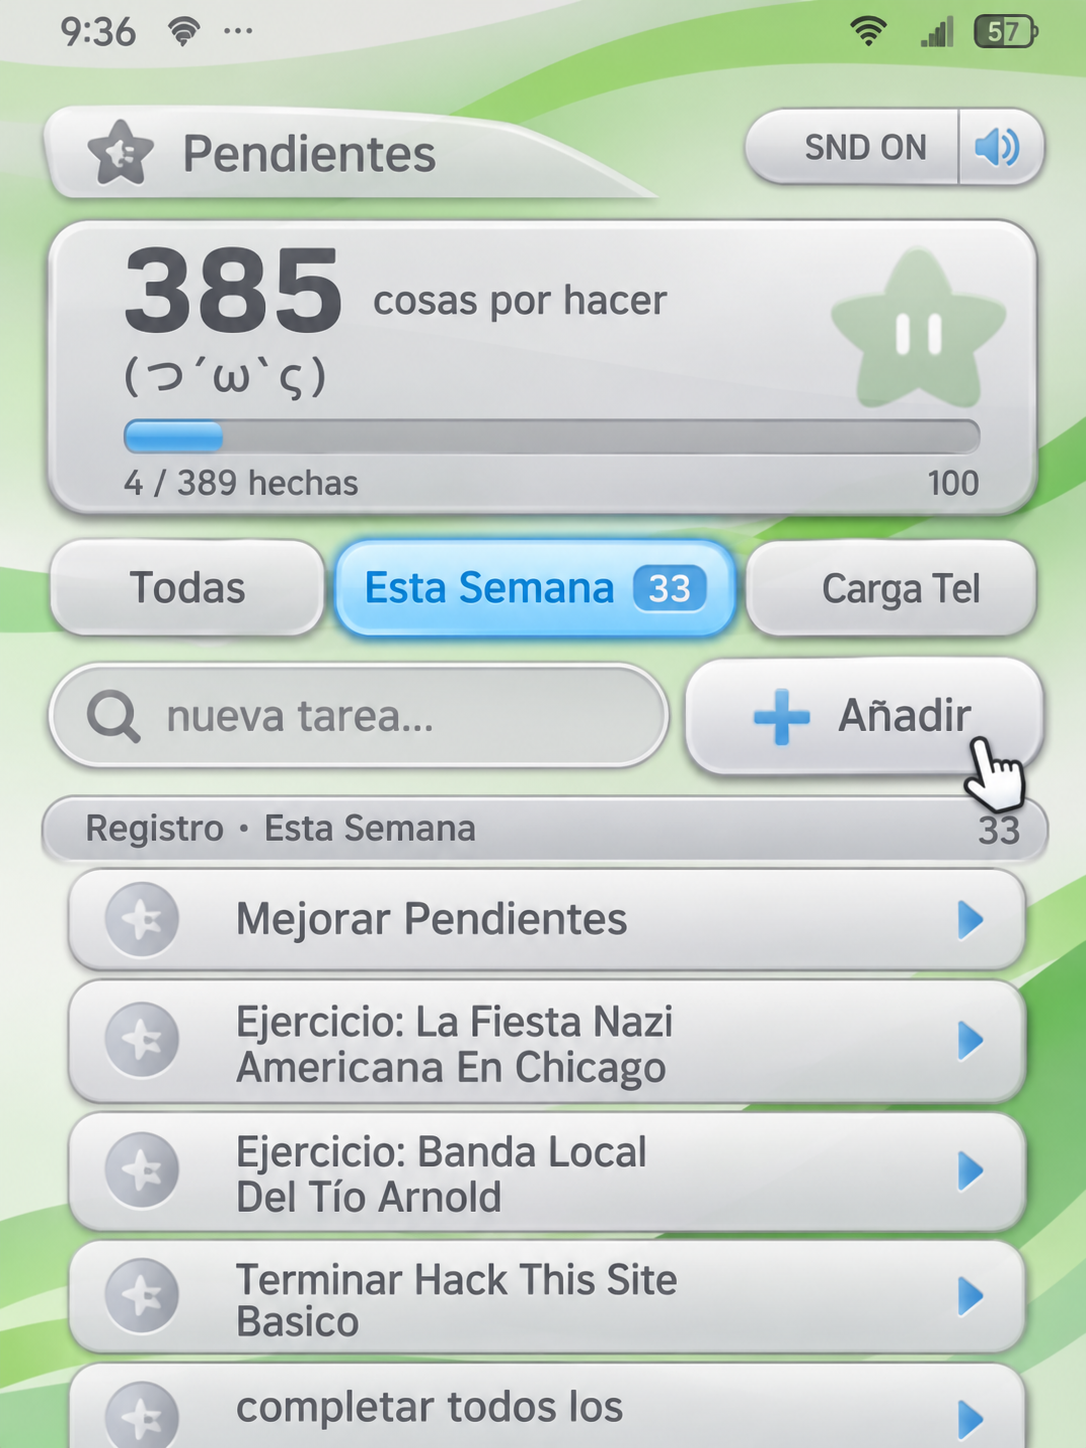 9:36 ... 57
Pendientes
SND ON
385 cosas por hacer
(つ´ω`ς)
4 / 389 hechas 100
Todas
Esta Semana 33
Carga Tel
nueva tarea...
Añadir
Registro · Esta Semana 33
Mejorar Pendientes
Ejercicio: La Fiesta Nazi
Americana En Chicago
Ejercicio: Banda Local
Del Tío Arnold
Terminar Hack This Site
Basico
completar todos los